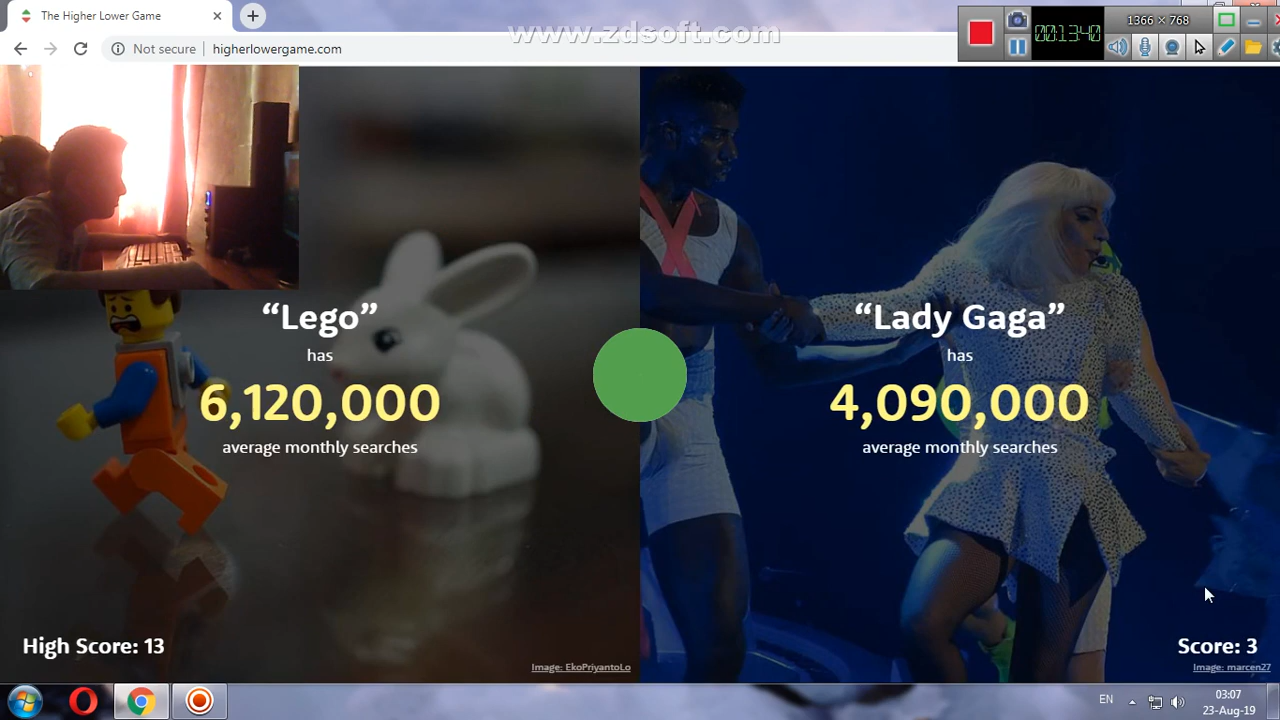 The Higher Lower Game
www.zdsoft.com
00:13:40
1366 × 768
Not secure
higherlowergame.com
“Lego”
has
6,120,000
average monthly searches
“Lady Gaga”
has
4,090,000
average monthly searches
High Score: 13
Image: EkoPriyantoLo
Score: 3
Image: marcen27
EN
03:07
23-Aug-19